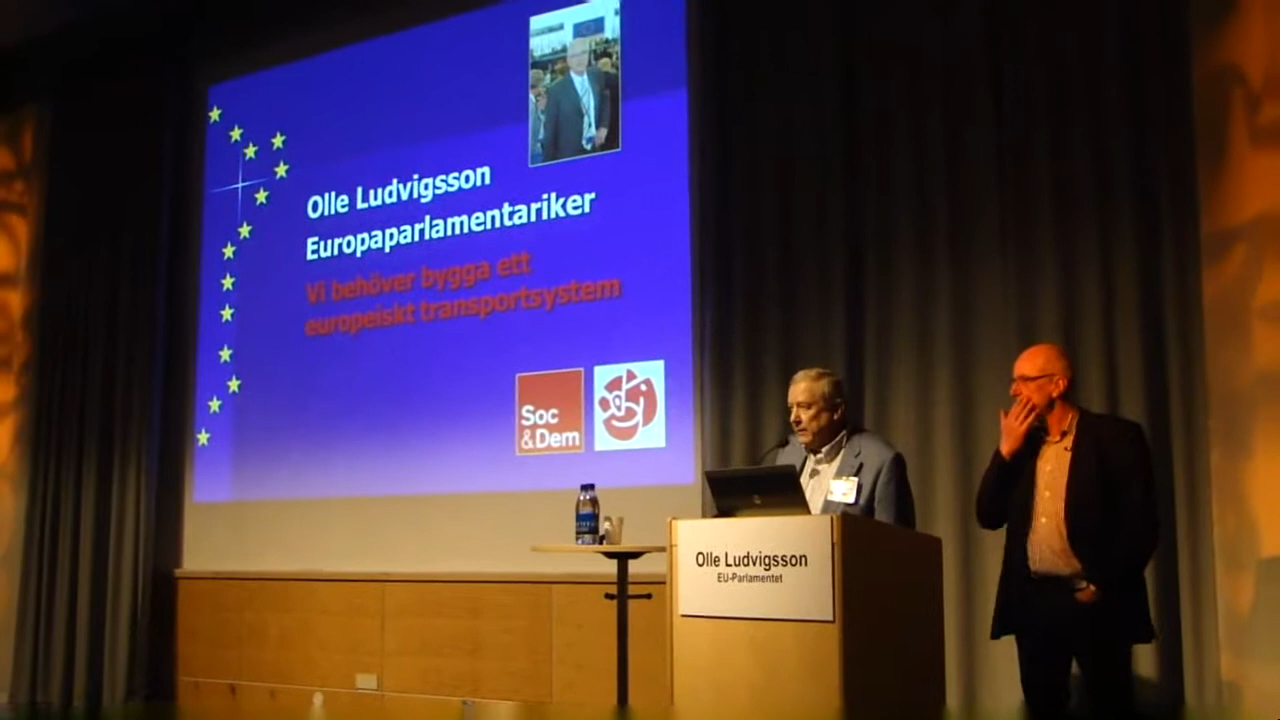 Olle Ludvigsson
Europaparlamentariker
Vi behöver bygga ett
europeiskt transportsystem
Soc
&Dem
Olle Ludvigsson
EU-Parlamentet